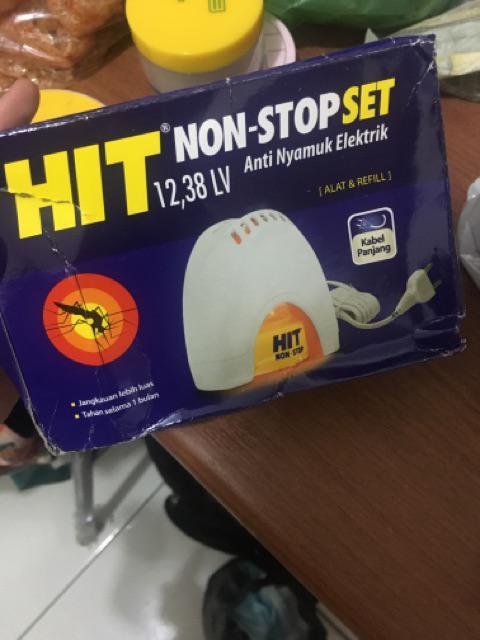 HIT® NON-STOP SET
12,38 LV Anti Nyamuk Elektrik
[ ALAT & REFILL ]
Kabel
Panjang
HIT
NON-STOP
Jangkauan lebih luas
Tahan selama 1 bulan